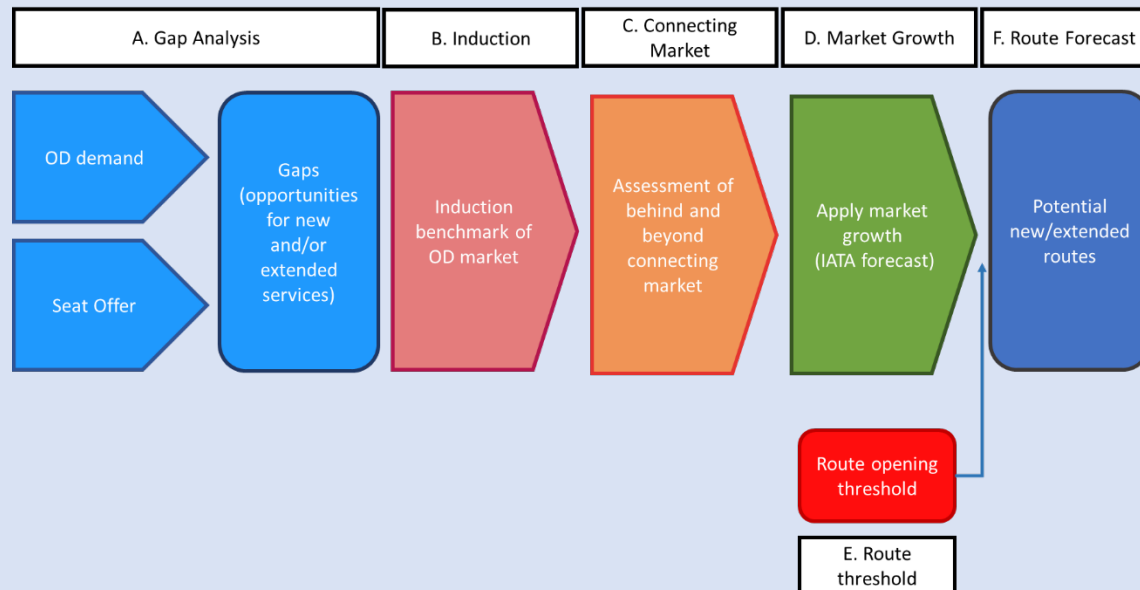 A. Gap Analysis
B. Induction
C. Connecting
Market
D. Market Growth
F. Route Forecast
OD demand
Seat Offer
Gaps
(opportunities
for new
and/or
extended
services)
Induction
benchmark of
OD market
Assessment of
behind and
beyond
connecting
market
Apply market
growth
(IATA forecast)
Potential
new/extended
routes
Route opening
threshold
E. Route
threshold